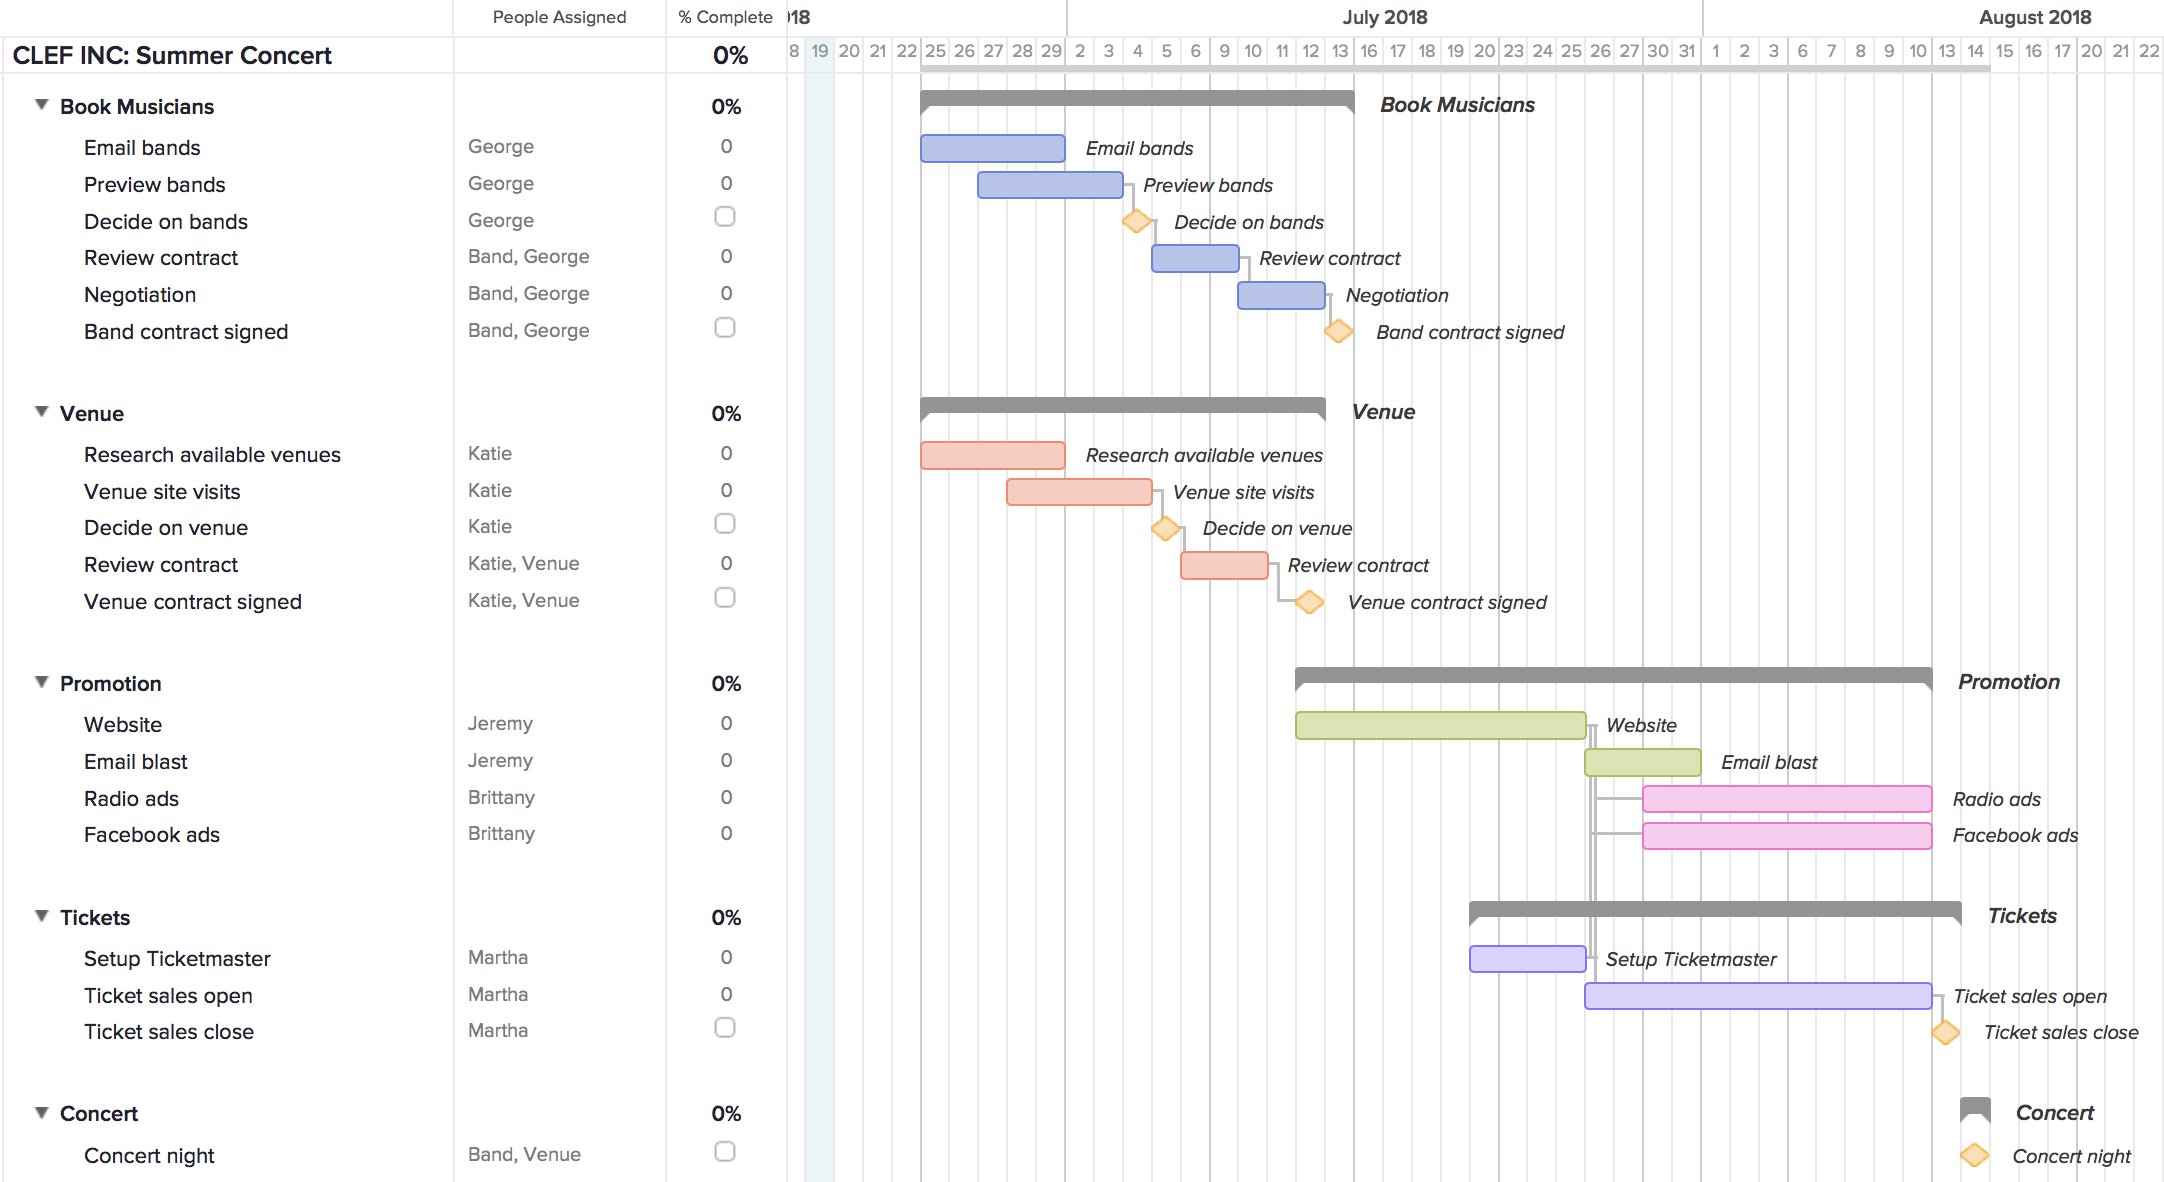 People Assigned % Complete 18 July 2018 August 2018
CLEF INC: Summer Concert 0% 8 19 20 21 22 25 26 27 28 29 2 3 4 5 6 9 10 11 12 13 16 17 18 19 20 23 24 25 26 27 30 31 1 2 3 6 7 8 9 10 13 14 15 16 17 20 21 22
Book Musicians 0% Book Musicians
Email bands George 0 Email bands
Preview bands George 0 Preview bands
Decide on bands George Decide on bands
Review contract Band, George 0 Review contract
Negotiation Band, George 0 Negotiation
Band contract signed Band, George Band contract signed
Venue 0% Venue
Research available venues Katie 0 Research available venues
Venue site visits Katie 0 Venue site visits
Decide on venue Katie Decide on venue
Review contract Katie, Venue 0 Review contract
Venue contract signed Katie, Venue Venue contract signed
Promotion 0% Promotion
Website Jeremy 0 Website
Email blast Jeremy 0 Email blast
Radio ads Brittany 0 Radio ads
Facebook ads Brittany 0 Facebook ads
Tickets 0% Tickets
Setup Ticketmaster Martha 0 Setup Ticketmaster
Ticket sales open Martha 0 Ticket sales open
Ticket sales close Martha Ticket sales close
Concert 0% Concert
Concert night Band, Venue Concert night